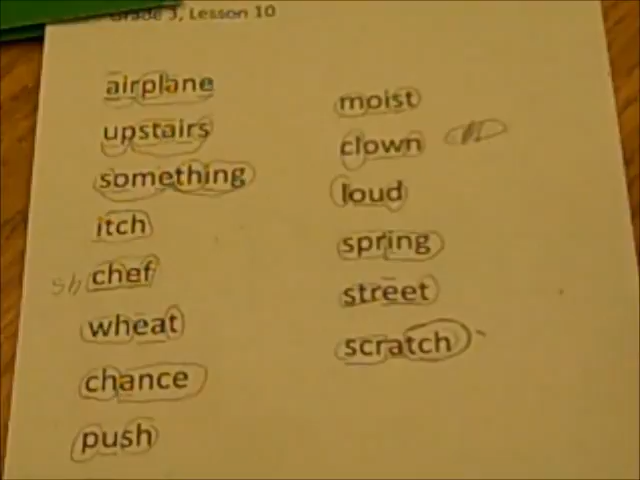 Grade 3, Lesson 10
airplane
upstairs
something
itch
sh chef
wheat
chance
push
moist
clown
loud
spring
street
scratch